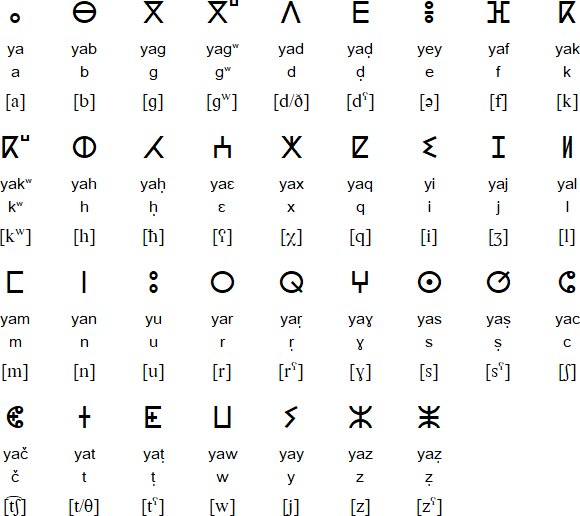 ⴰ ⴱ ⴳ ⴳⵯ ⴷ ⴹ ⴻ ⴼ ⴽ
ya yab yag yagʷ yad yaḍ yey yaf yak
a b g gʷ d ḍ e f k
[a] [b] [g] [gʷ] [d/ð] [dˤ] [ə] [f] [k]
ⴽⵯ ⵀ ⵃ ⵄ ⵅ ⵇ ⵉ ⵊ ⵍ
yakʷ yah yaḥ yaɛ yax yaq yi yaj yal
kʷ h ḥ ɛ x q i j l
[kʷ] [h] [ħ] [ʕ] [χ] [q] [i] [ʒ] [l]
ⵎ ⵏ ⵓ ⵔ ⵕ ⵖ ⵙ ⵚ ⵛ
yam yan yu yar yaṛ yaɣ yas yaṣ yac
m n u r ṛ ɣ s ṣ c
[m] [n] [u] [r] [rˤ] [ɣ] [s] [sˤ] [ʃ]
ⵞ ⵜ ⵟ ⵡ ⵢ ⵣ ⵥ
yač yat yaṭ yaw yay yaz yaẓ
č t ṭ w y z ẓ
[t͡ʃ] [t/θ] [tˤ] [w] [j] [z] [zˤ]